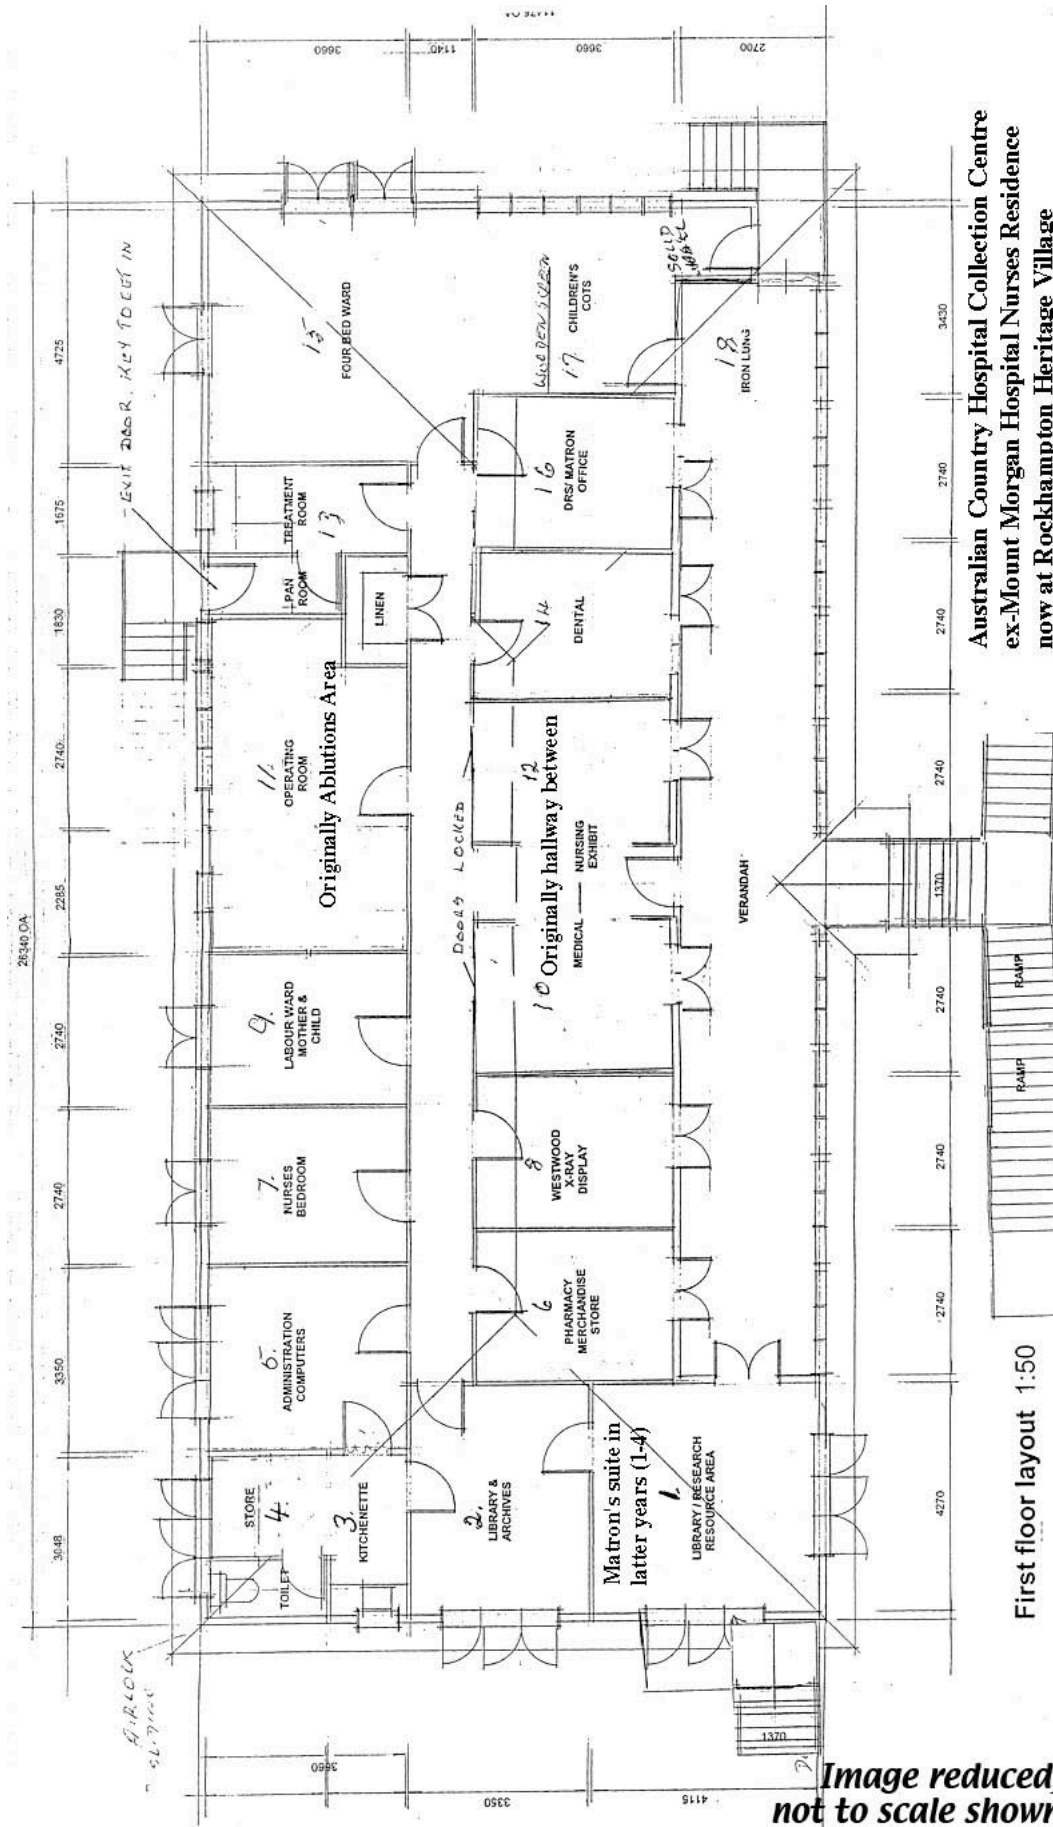 Australian Country Hospital Collection Centre
ex-Mount Morgan Hospital Nurses Residence
now at Rockhampton Heritage Village
First floor layout 1:50
Image reduced,
not to scale shown
26340 OA
3048
3350
2740
2740
2285
2740
1830
1675
4725
- EXIT DOOR. KEY TO GET IN
AIRLOCK
STORE
4.
TOILET
3.
KITCHENETTE
5.
ADMINISTRATION
COMPUTERS
7.
NURSES
BEDROOM
9.
LABOUR WARD
MOTHER &
CHILD
11.
OPERATING
ROOM
Originally Ablutions Area
PAN
ROOM
TREATMENT
ROOM
13
LINEN
15
FOUR BED WARD
DOORS LOCKED
2.
LIBRARY &
ARCHIVES
Matron's suite in
latter years (1-4)
1.
LIBRARY / RESEARCH
RESOURCE AREA
6
PHARMACY
MERCHANDISE
STORE
8
WESTWOOD
X-RAY
DISPLAY
10
12
Originally hallway between
MEDICAL
NURSING
EXHIBIT
14
DENTAL
16
DRS/ MATRON
OFFICE
WOODEN SCREEN
17.
CHILDREN'S
COTS
SOLID
18
IRON LUNG
VERANDAH
4270
2740
2740
2740
2740
2740
2740
3430
1370
RAMP
RAMP
1370
3660
3350
4115
11476 OA
3660
1140
3660
2700